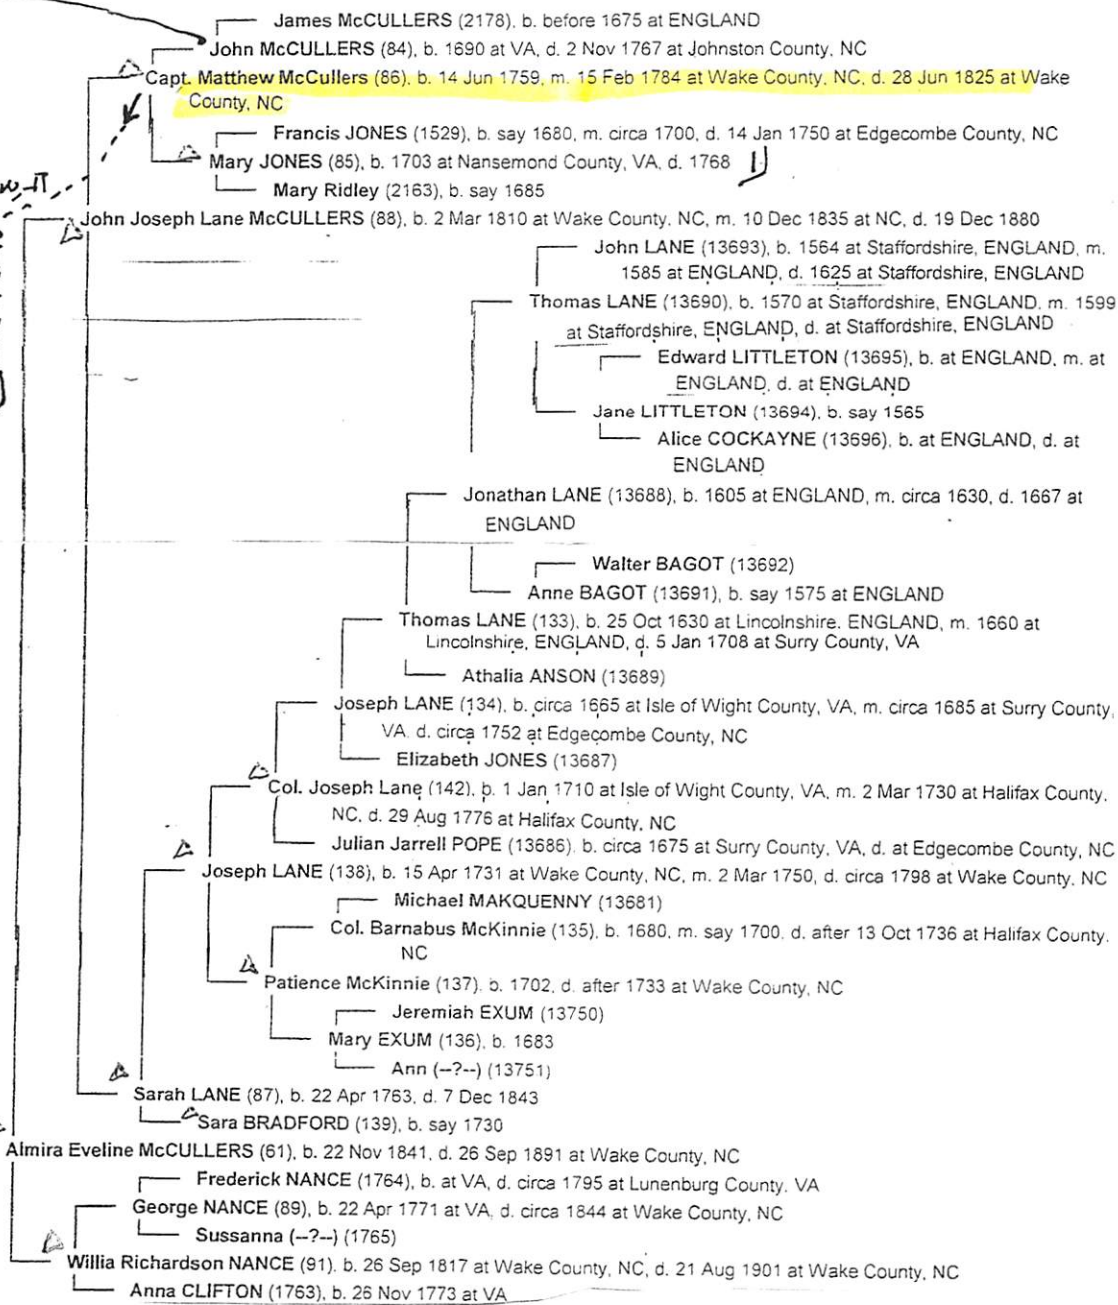 James McCULLERS (2178), b. before 1675 at ENGLAND
John McCULLERS (84), b. 1690 at VA, d. 2 Nov 1767 at Johnston County, NC
Capt. Matthew McCullers (86), b. 14 Jun 1759, m. 15 Feb 1784 at Wake County, NC, d. 28 Jun 1825 at Wake
County, NC
Francis JONES (1529), b. say 1680, m. circa 1700, d. 14 Jan 1750 at Edgecombe County, NC
Mary JONES (85), b. 1703 at Nansemond County, VA, d. 1768
Mary Ridley (2163), b. say 1685
John Joseph Lane McCULLERS (88), b. 2 Mar 1810 at Wake County, NC, m. 10 Dec 1835 at NC, d. 19 Dec 1880
John LANE (13693), b. 1564 at Staffordshire, ENGLAND, m.
1585 at ENGLAND, d. 1625 at Staffordshire, ENGLAND
Thomas LANE (13690), b. 1570 at Staffordshire, ENGLAND, m. 1599
at Staffordshire, ENGLAND, d. at Staffordshire, ENGLAND
Edward LITTLETON (13695), b. at ENGLAND, m. at
ENGLAND, d. at ENGLAND
Jane LITTLETON (13694), b. say 1565
Alice COCKAYNE (13696), b. at ENGLAND, d. at
ENGLAND
Jonathan LANE (13688), b. 1605 at ENGLAND, m. circa 1630, d. 1667 at
ENGLAND
Walter BAGOT (13692)
Anne BAGOT (13691), b. say 1575 at ENGLAND
Thomas LANE (133), b. 25 Oct 1630 at Lincolnshire, ENGLAND, m. 1660 at
Lincolnshire, ENGLAND, d. 5 Jan 1708 at Surry County, VA
Athalia ANSON (13689)
Joseph LANE (134), b. circa 1665 at Isle of Wight County, VA, m. circa 1685 at Surry County,
VA, d. circa 1752 at Edgecombe County, NC
Elizabeth JONES (13687)
Col. Joseph Lane (142), b. 1 Jan 1710 at Isle of Wight County, VA, m. 2 Mar 1730 at Halifax County,
NC, d. 29 Aug 1776 at Halifax County, NC
Julian Jarrell POPE (13686), b. circa 1675 at Surry County, VA, d. at Edgecombe County, NC
Joseph LANE (138), b. 15 Apr 1731 at Wake County, NC, m. 2 Mar 1750, d. circa 1798 at Wake County, NC
Michael MAKQUENNY (13681)
Col. Barnabus McKinnie (135), b. 1680, m. say 1700, d. after 13 Oct 1736 at Halifax County,
NC
Patience McKinnie (137), b. 1702, d. after 1733 at Wake County, NC
Jeremiah EXUM (13750)
Mary EXUM (136), b. 1683
Ann (--?--) (13751)
Sarah LANE (87), b. 22 Apr 1763, d. 7 Dec 1843
Sara BRADFORD (139), b. say 1730
Almira Eveline McCULLERS (61), b. 22 Nov 1841, d. 26 Sep 1891 at Wake County, NC
Frederick NANCE (1764), b. at VA, d. circa 1795 at Lunenburg County, VA
George NANCE (89), b. 22 Apr 1771 at VA, d. circa 1844 at Wake County, NC
Sussanna (--?--) (1765)
Willia Richardson NANCE (91), b. 26 Sep 1817 at Wake County, NC, d. 21 Aug 1901 at Wake County, NC
Anna CLIFTON (1763), b. 26 Nov 1773 at VA